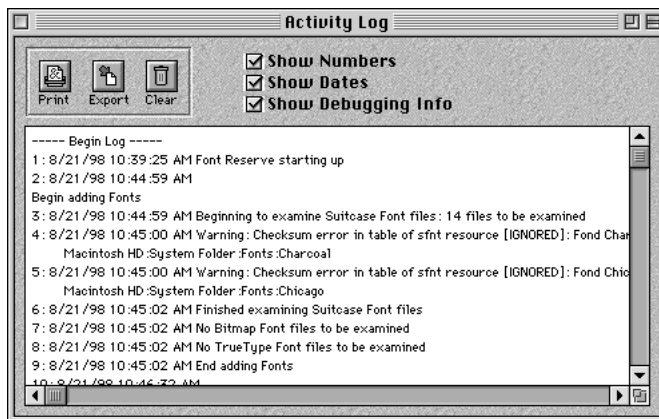 Activity Log
Print Export Clear
Show Numbers
Show Dates
Show Debugging Info
----- Begin Log -----
1: 8/21/98 10:39:25 AM Font Reserve starting up
2: 8/21/98 10:44:59 AM
Begin adding Fonts
3: 8/21/98 10:44:59 AM Beginning to examine Suitcase Font files: 14 files to be examined
4: 8/21/98 10:45:00 AM Warning: Checksum error in table of sfnt resource [IGNORED]: Fond Char
Macintosh HD:System Folder:Fonts:Charcoal
5: 8/21/98 10:45:00 AM Warning: Checksum error in table of sfnt resource [IGNORED]: Fond Chic
Macintosh HD:System Folder:Fonts:Chicago
6: 8/21/98 10:45:02 AM Finished examining Suitcase Font files
7: 8/21/98 10:45:02 AM No Bitmap Font files to be examined
8: 8/21/98 10:45:02 AM No TrueType Font files to be examined
9: 8/21/98 10:45:02 AM End adding Fonts
10: 8/21/98 10:46:32 AM